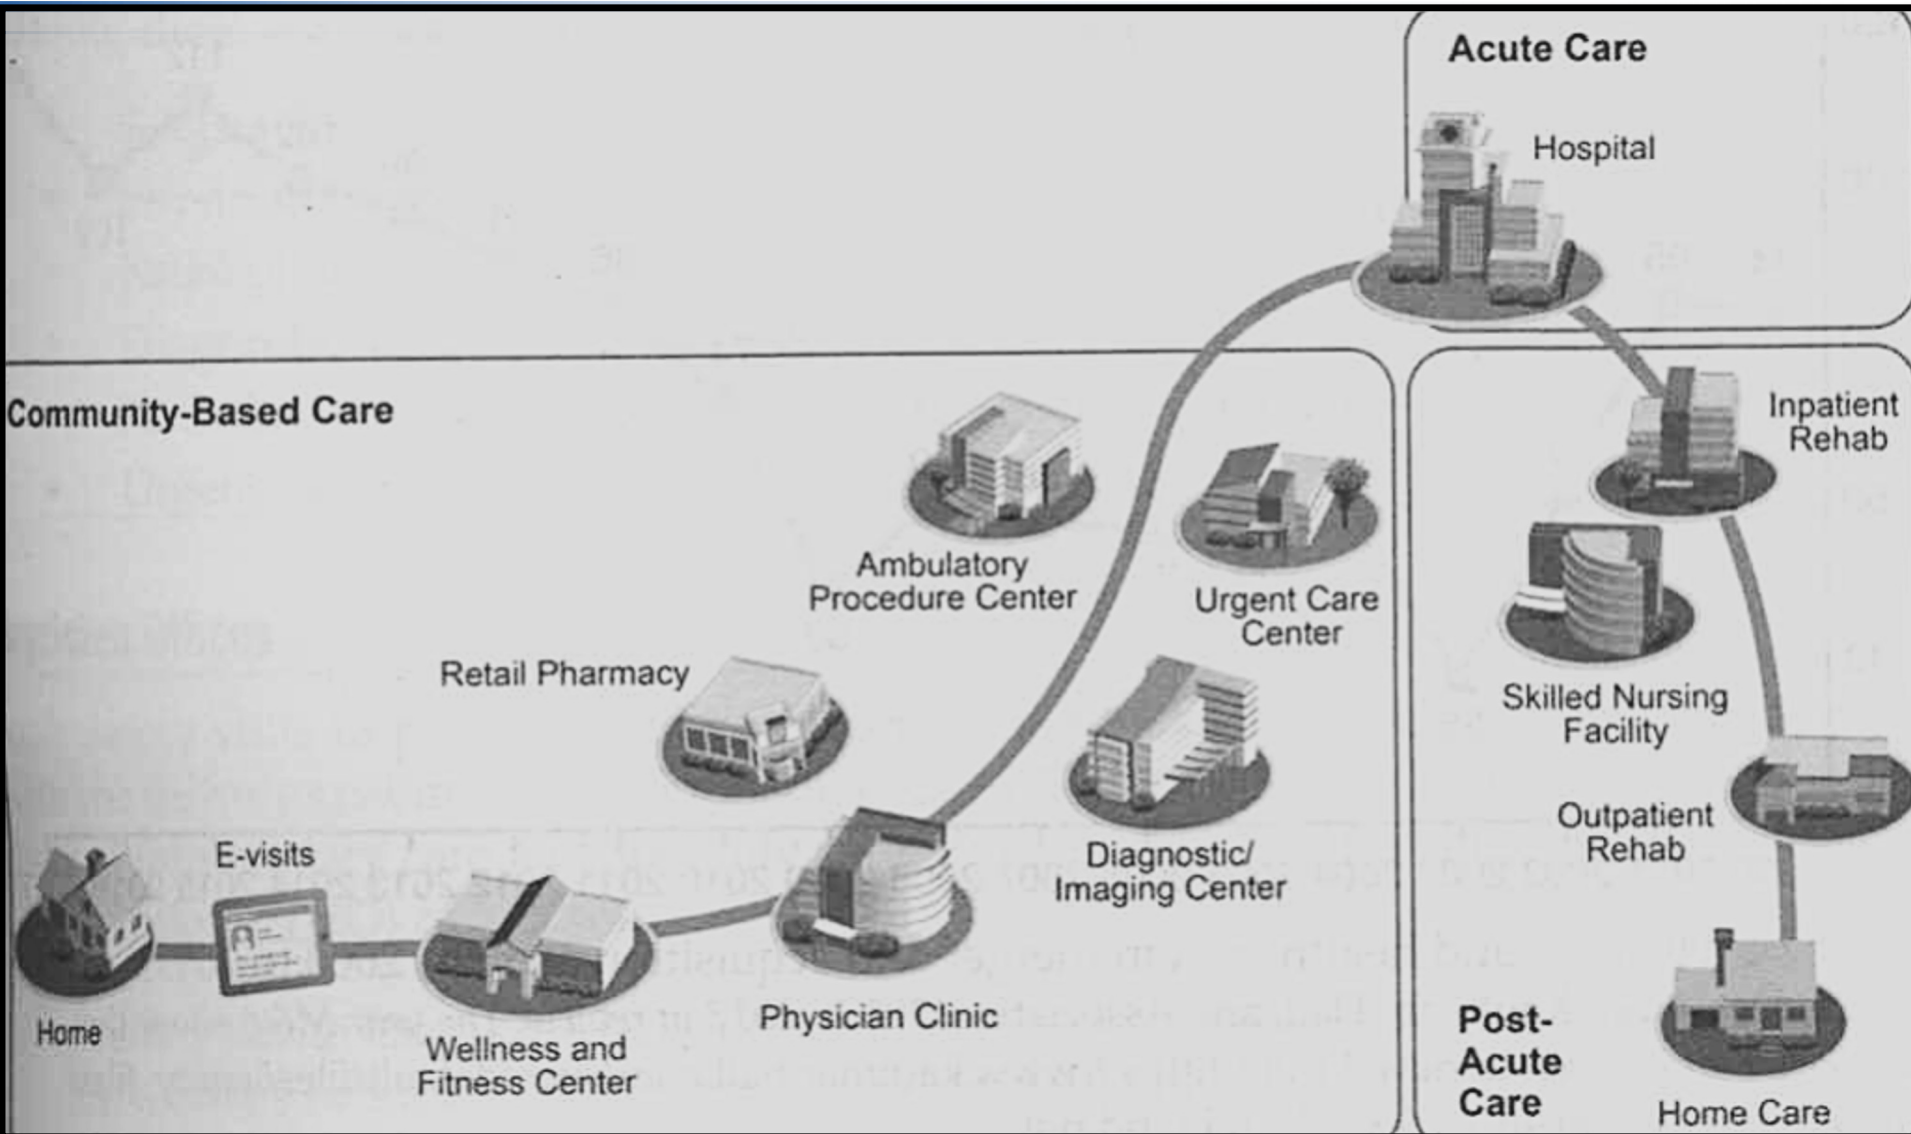 Acute Care
Hospital
Community-Based Care
Inpatient
Rehab
Ambulatory
Procedure Center
Urgent Care
Center
Retail Pharmacy
Skilled Nursing
Facility
Diagnostic/
Imaging Center
Outpatient
Rehab
E-visits
Home
Wellness and
Fitness Center
Physician Clinic
Post-
Acute
Care
Home Care